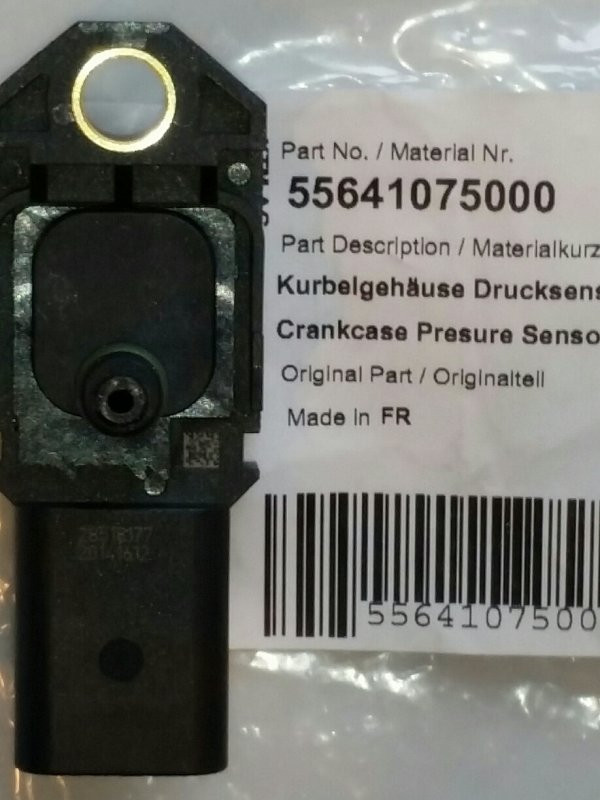 Part No. / Material Nr.
55641075000
Part Description / Materialkurz
Kurbelgehäuse Drucksens
Crankcase Presure Senso
Original Part / Originalteil
Made in FR
5564107500